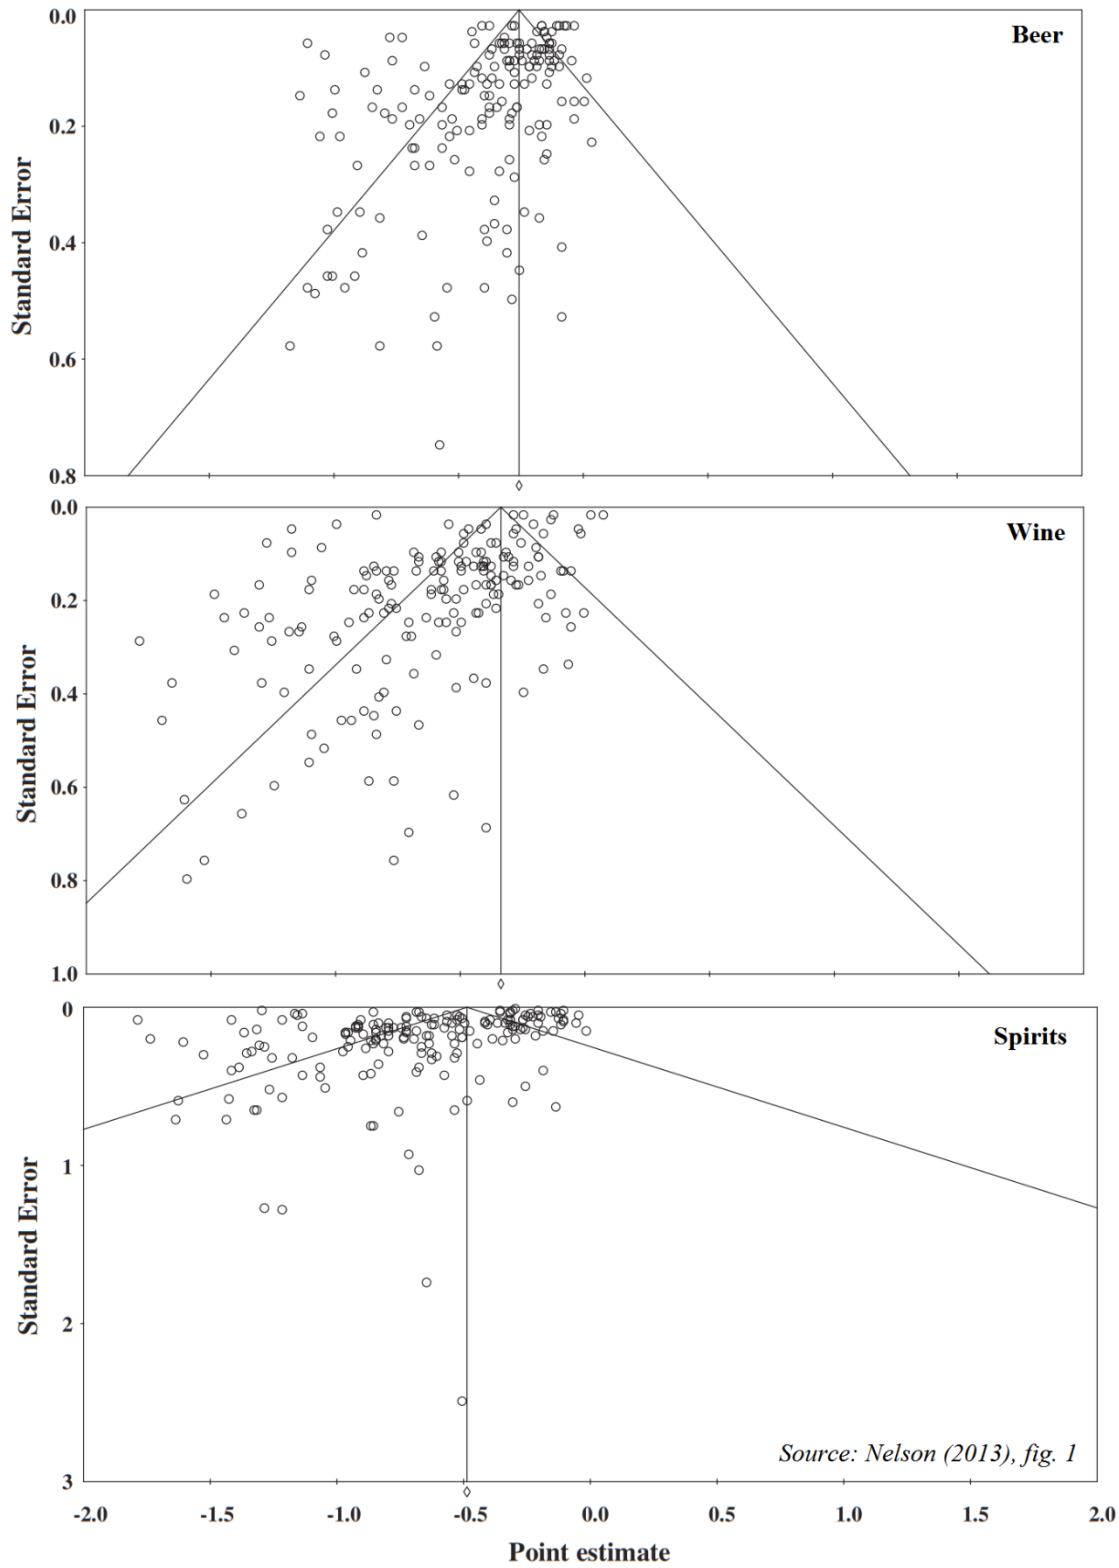 0.0
Beer
0.2
0.4
0.6
0.8
Standard Error
0.0
Wine
0.2
0.4
0.6
0.8
1.0
Standard Error
0
Spirits
1
2
3
Standard Error
Source: Nelson (2013), fig. 1
-2.0 -1.5 -1.0 -0.5 0.0 0.5 1.0 1.5 2.0
Point estimate